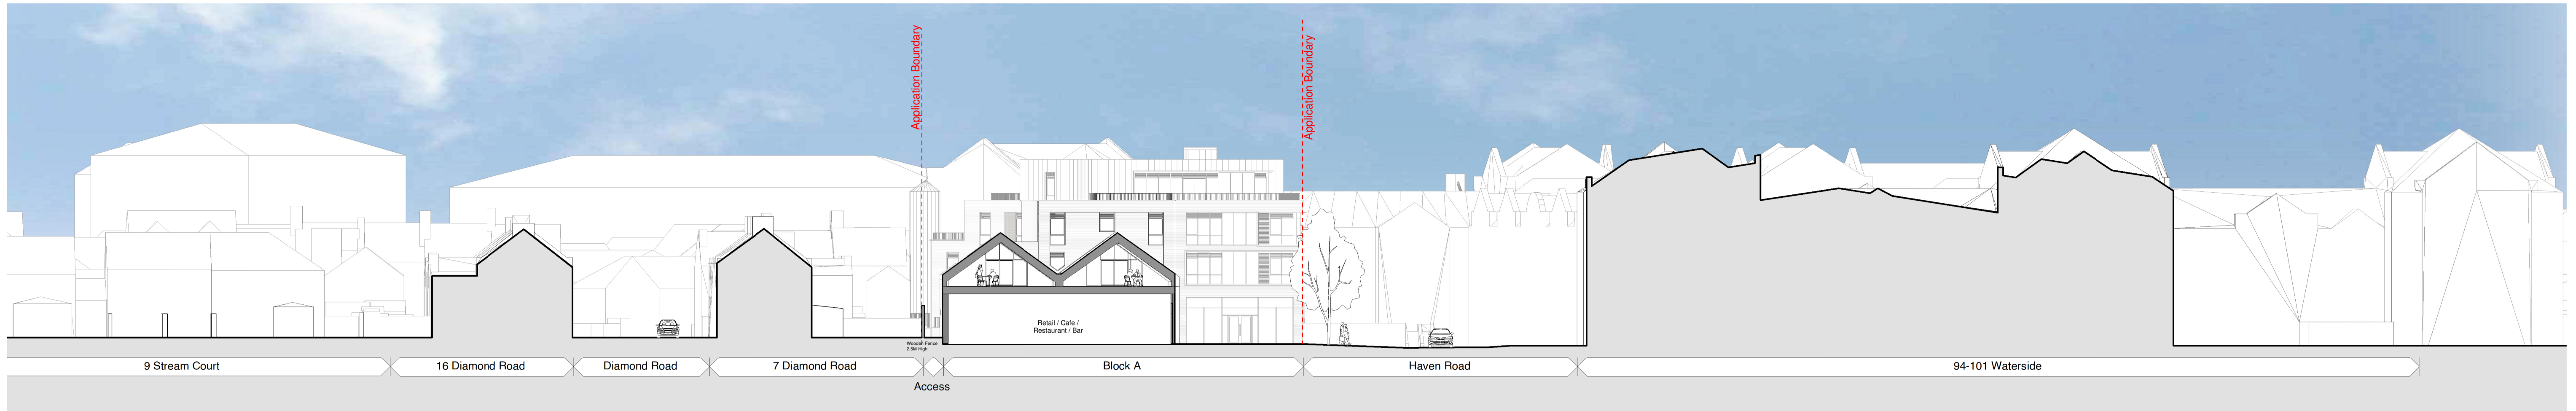 Application Boundary
Application Boundary
Retail / Cafe /
Restaurant / Bar
Wooden Fence
2.5M High
9 Stream Court
16 Diamond Road
Diamond Road
7 Diamond Road
Access
Block A
Haven Road
94-101 Waterside